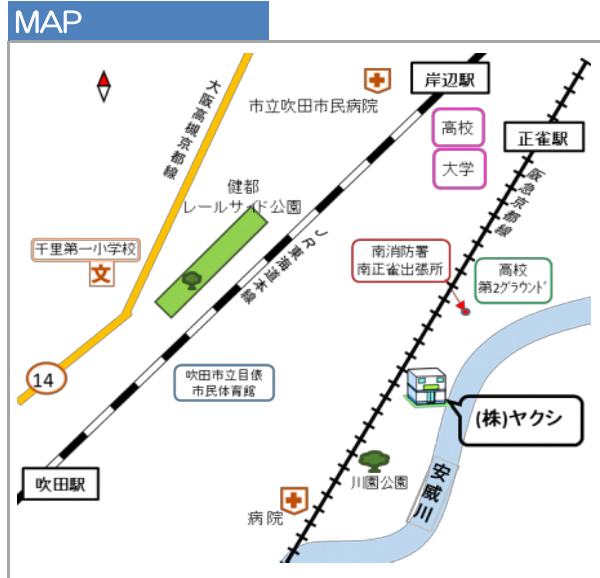 MAP
岸辺駅
大阪高槻京都線
市立吹田市民病院
高校
正雀駅
大学
阪急京都線
健都
レールサイド公園
千里第一小学校
文
JR東海道本線
南消防署
南正雀出張所
高校
第2グラウンド
14
吹田市立目俵
市民体育館
(株)ヤクシ
吹田駅
川園公園
安威川
病院